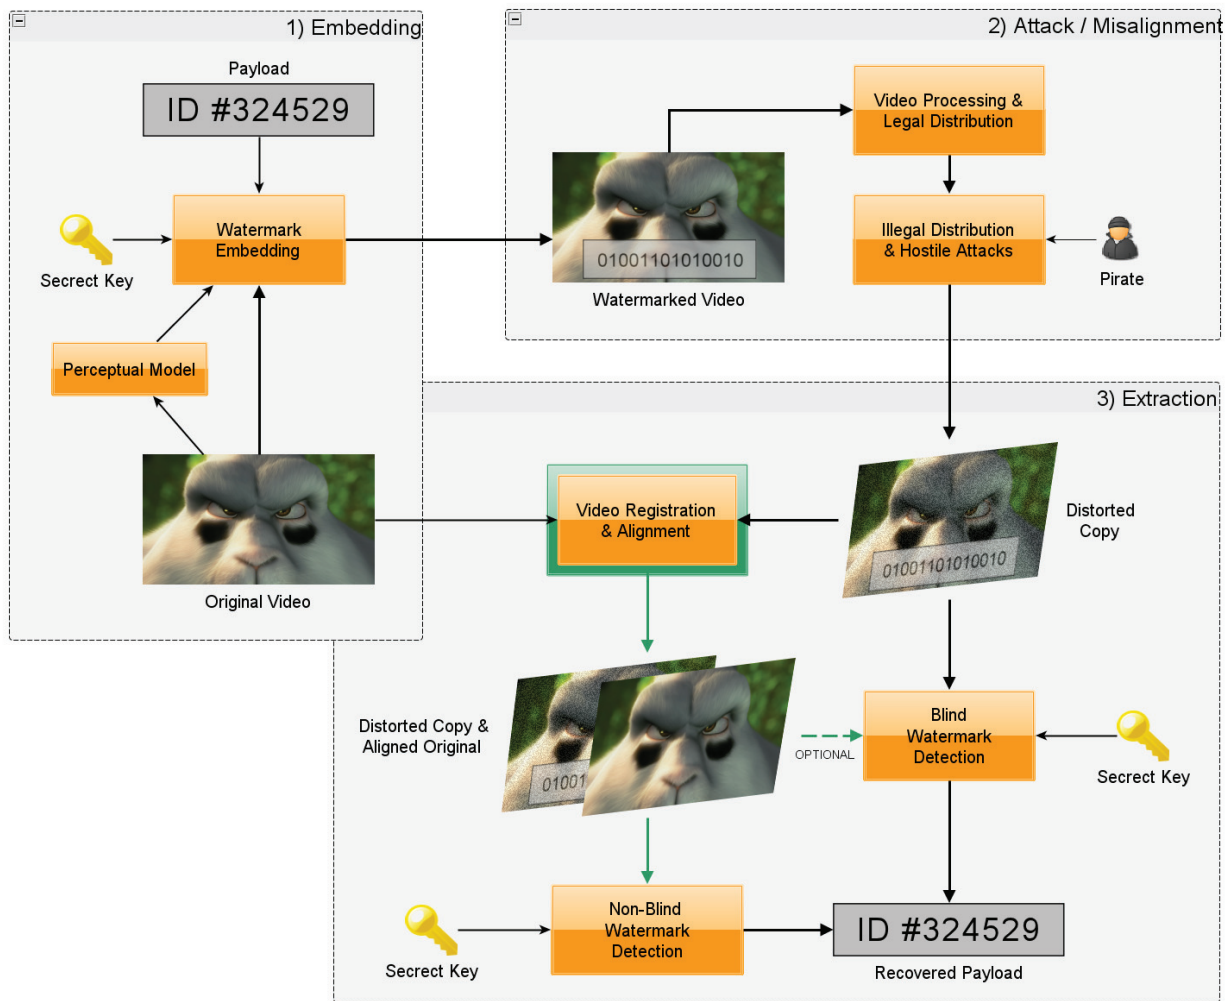 1) Embedding
Payload
ID #324529
Watermark
Embedding
Secrect Key
Perceptual Model
Original Video
2) Attack / Misalignment
Video Processing &
Legal Distribution
01001101010010
Watermarked Video
Illegal Distribution
& Hostile Attacks
Pirate
3) Extraction
Video Registration
& Alignment
01001101010010
Distorted
Copy
Distorted Copy &
Aligned Original
01001
OPTIONAL
Blind
Watermark
Detection
Secrect Key
Non-Blind
Watermark
Detection
Secrect Key
ID #324529
Recovered Payload